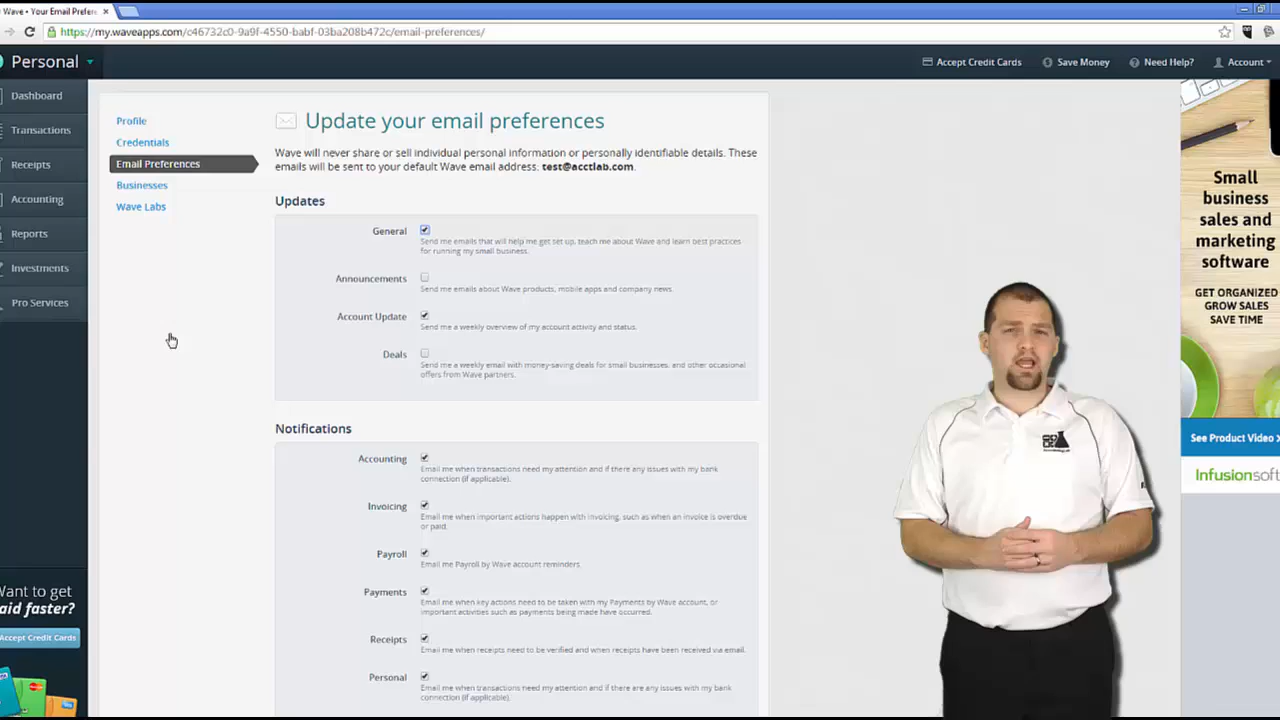 Wave - Your Email Prefere
https://my.waveapps.com/c46732c0-9a9f-4550-babf-03ba208b472c/email-preferences/
Personal
Accept Credit Cards
Save Money
Need Help?
Account
Dashboard
Transactions
Receipts
Accounting
Reports
Investments
Pro Services
Want to get
aid faster?
Accept Credit Cards
Profile
Credentials
Email Preferences
Businesses
Wave Labs
Update your email preferences
Wave will never share or sell individual personal information or personally identifiable details. These
emails will be sent to your default Wave email address. test@acctlab.com.
Updates
General
Send me emails that will help me get set up, teach me about Wave and learn best practices
for running my small business.
Announcements
Send me emails about Wave products, mobile apps and company news.
Account Update
Send me a weekly overview of my account activity and status.
Deals
Send me a weekly email with money-saving deals for small businesses, and other occasional
offers from Wave partners.
Notifications
Accounting
Email me when transactions need my attention and if there any issues with my bank
connection (if applicable).
Invoicing
Email me when important actions happen with invoicing, such as when an invoice is overdue
or paid.
Payroll
Email me Payroll by Wave account reminders.
Payments
Email me when key actions need to be taken with my Payments by Wave account, or
important activities such as payments being made have occurred.
Receipts
Email me when receipts need to be verified and when receipts have been received via email.
Personal
Email me when transactions need my attention and if there are any issues with my bank
connection (if applicable).
Small
business
sales and
marketing
software
GET ORGANIZED
GROW SALES
SAVE TIME
See Product Video
Infusionsoft